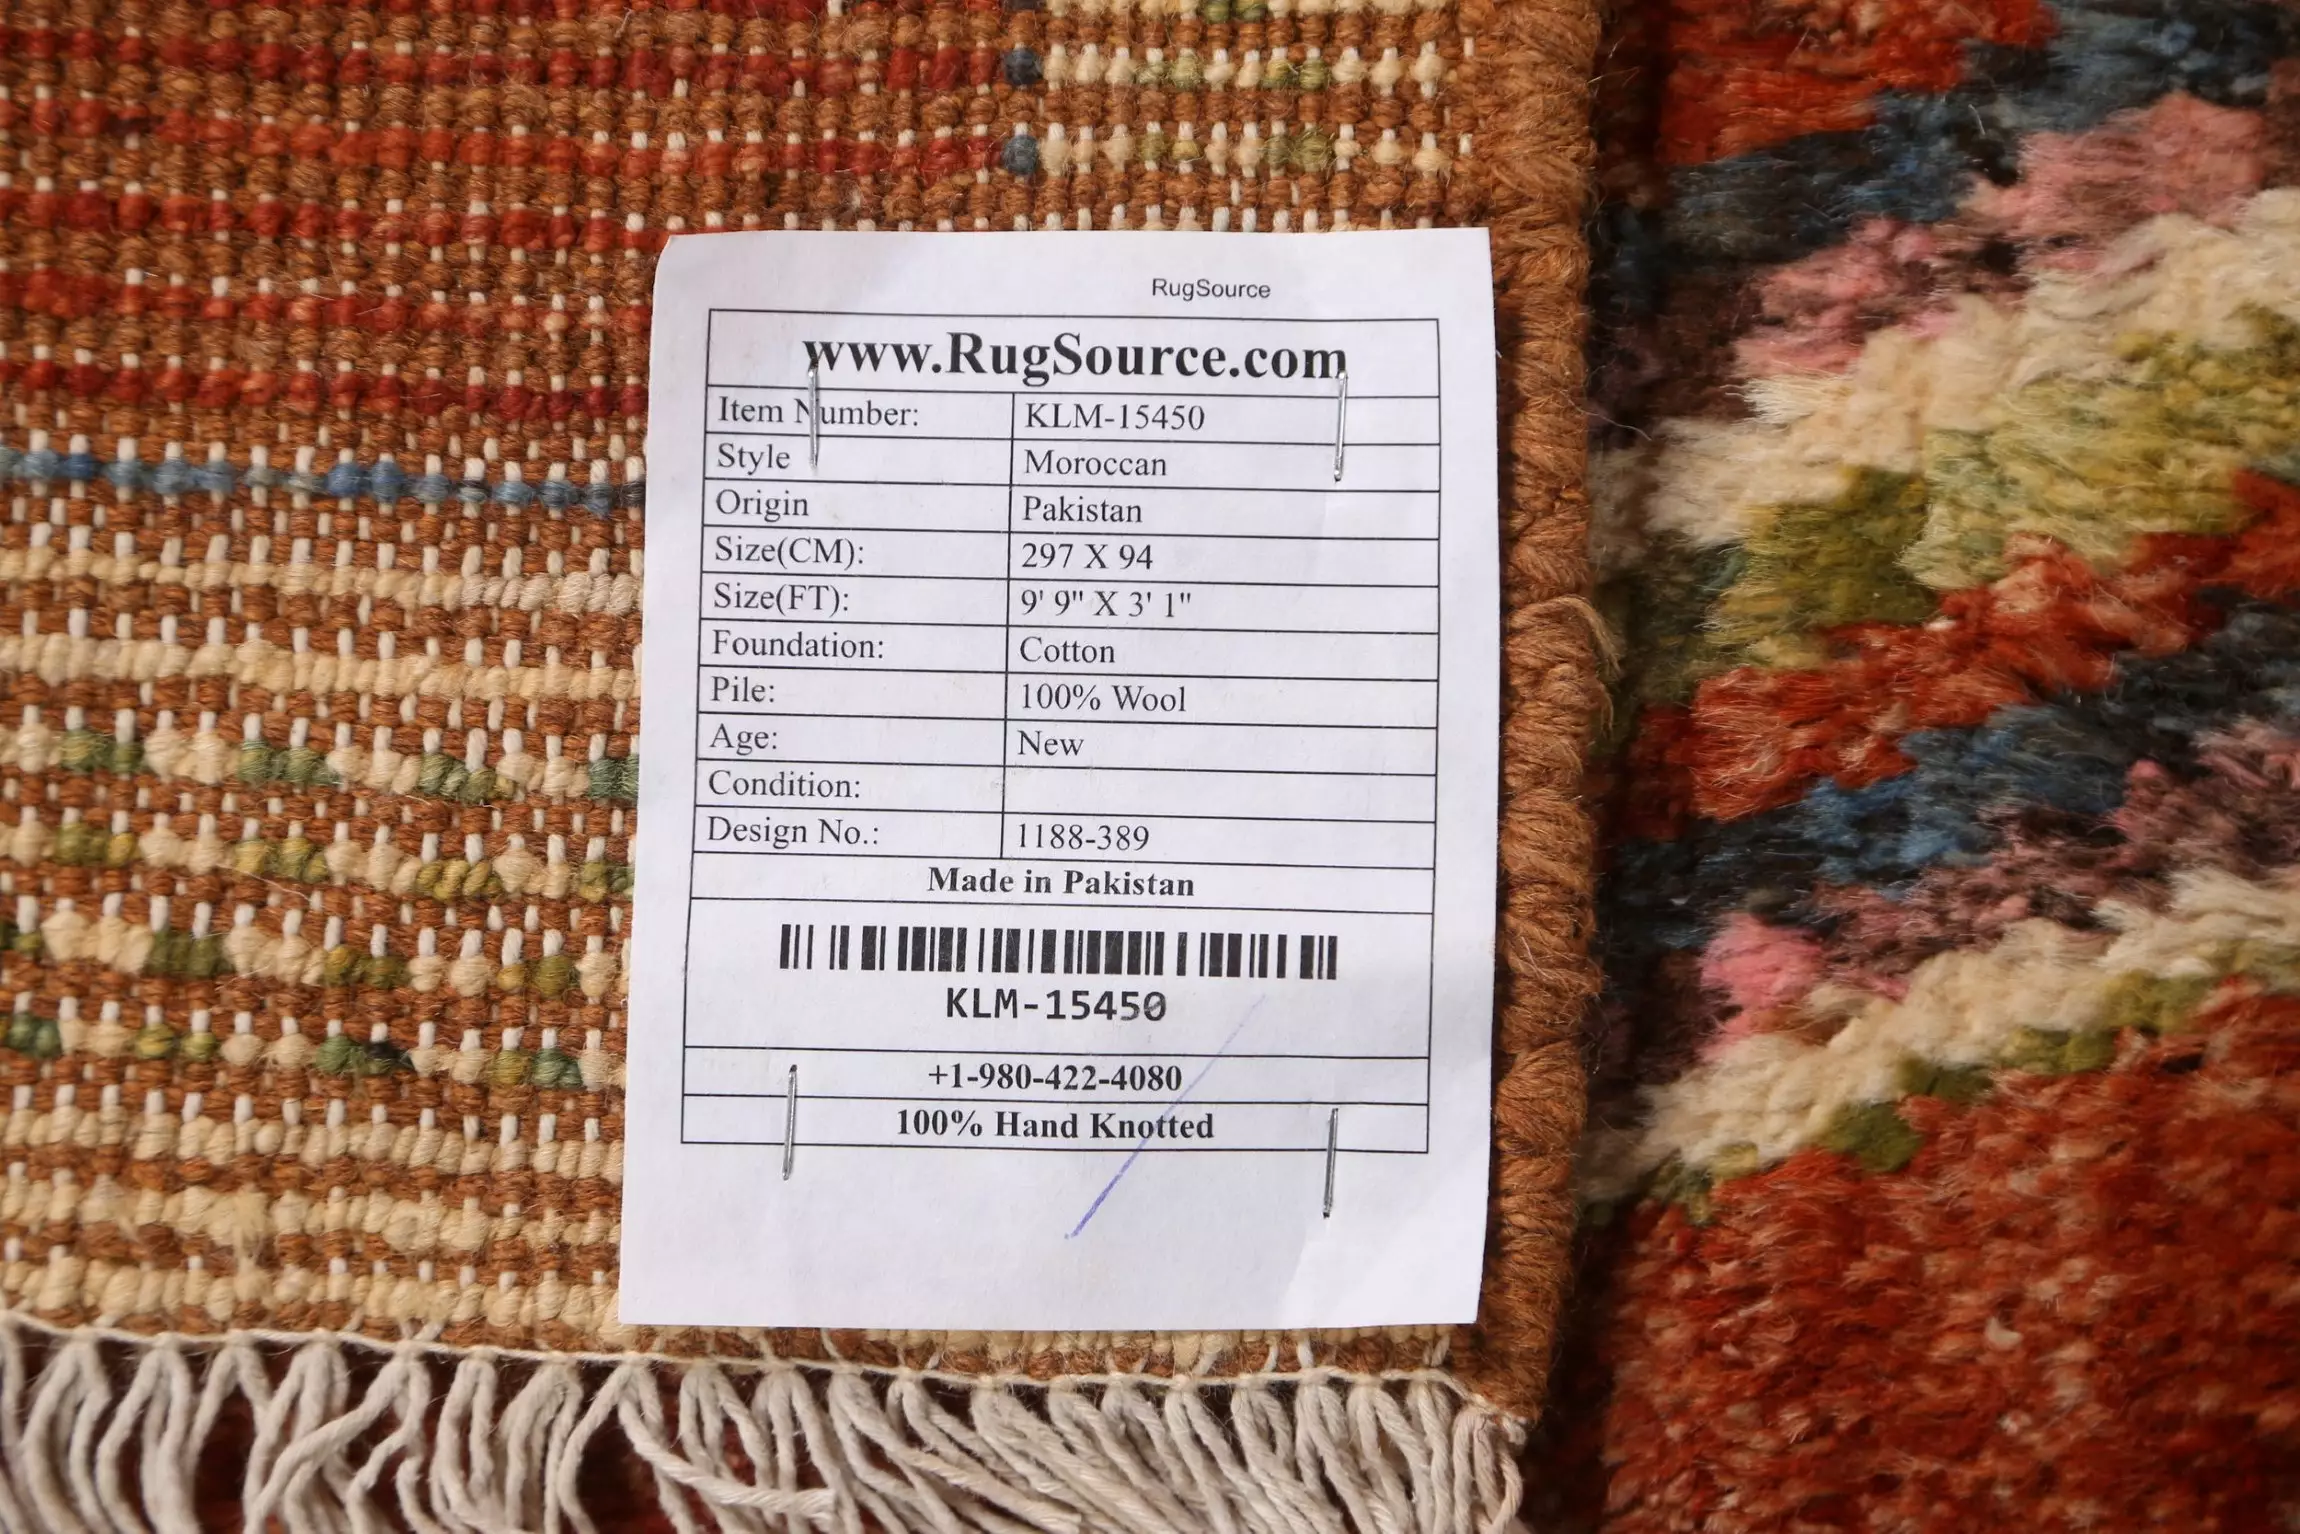 RugSource
www.RugSource.com
Item Number: KLM-15450
Style Moroccan
Origin Pakistan
Size(CM): 297 X 94
Size(FT): 9' 9" X 3' 1"
Foundation: Cotton
Pile: 100% Wool
Age: New
Condition:
Design No.: 1188-389
Made in Pakistan
KLM-15450
+1-980-422-4080
100% Hand Knotted